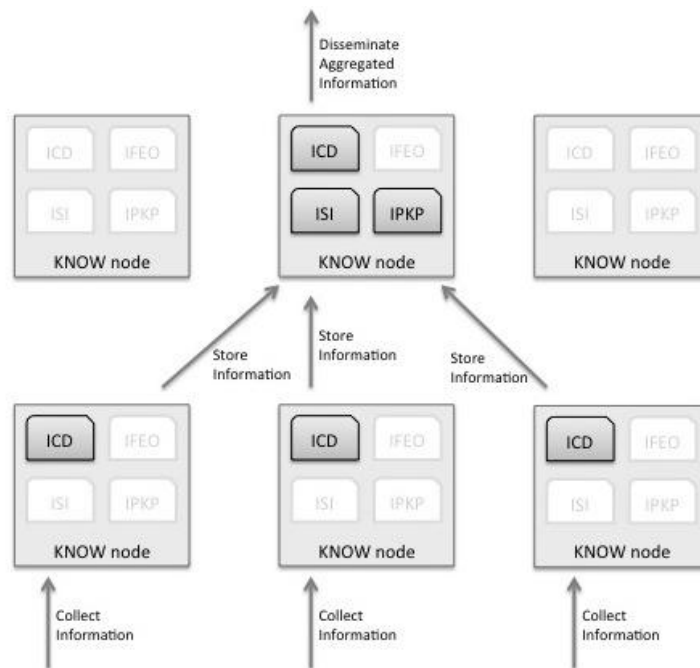 Disseminate
Aggregated
Information
ICD IFEO
ISI IPKP
KNOW node
ICD IFEO
ISI IPKP
KNOW node
ICD IFEO
ISI IPKP
KNOW node
Store
Information
Store
Information
Store
Information
ICD IFEO
ISI IPKP
KNOW node
ICD IFEO
ISI IPKP
KNOW node
ICD IFEO
ISI IPKP
KNOW node
Collect
Information
Collect
Information
Collect
Information